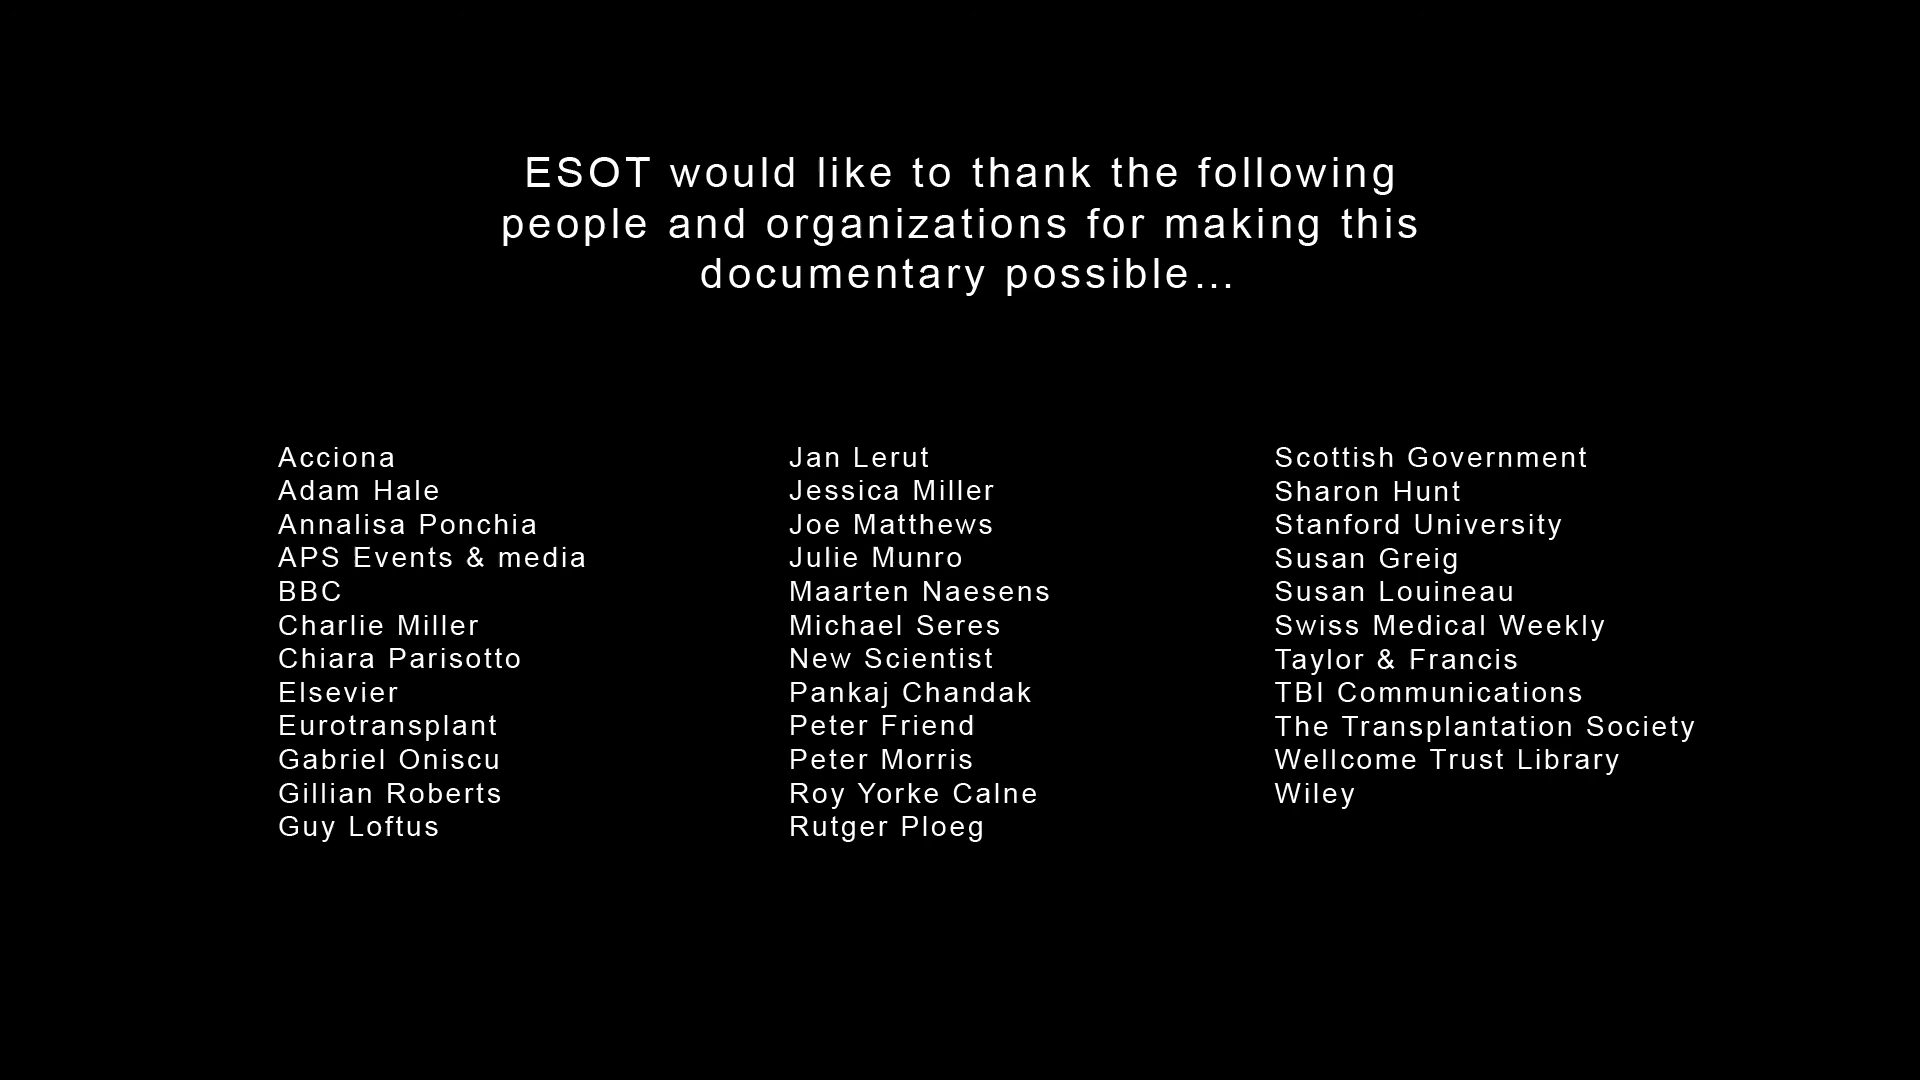 ESOT would like to thank the following
people and organizations for making this
documentary possible...
Acciona
Adam Hale
Annalisa Ponchia
APS Events & media
BBC
Charlie Miller
Chiara Parisotto
Elsevier
Eurotransplant
Gabriel Oniscu
Gillian Roberts
Guy Loftus
Jan Lerut
Jessica Miller
Joe Matthews
Julie Munro
Maarten Naesens
Michael Seres
New Scientist
Pankaj Chandak
Peter Friend
Peter Morris
Roy Yorke Calne
Rutger Ploeg
Scottish Government
Sharon Hunt
Stanford University
Susan Greig
Susan Louineau
Swiss Medical Weekly
Taylor & Francis
TBI Communications
The Transplantation Society
Wellcome Trust Library
Wiley